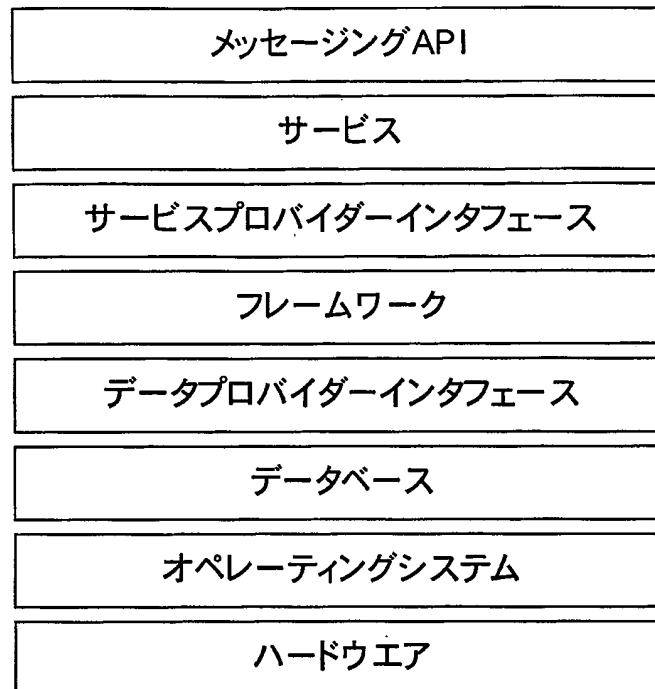 メッセージングAPI
サービス
サービスプロバイダーインタフェース
フレームワーク
データプロバイダーインタフェース
データベース
オペレーティングシステム
ハードウエア